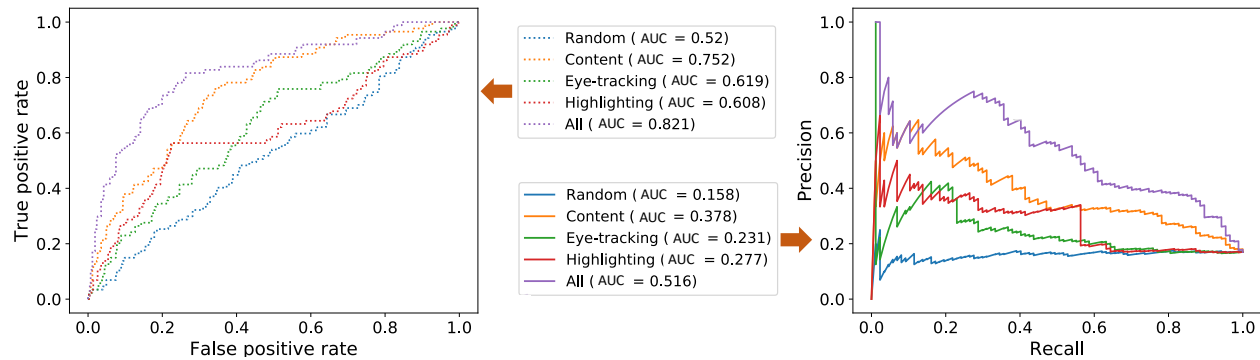 1.0
0.8
0.6
0.4
0.2
0.0
True positive rate
0.0 0.2 0.4 0.6 0.8 1.0
False positive rate
Random ( AUC = 0.52)
Content ( AUC = 0.752)
Eye-tracking ( AUC = 0.619)
Highlighting ( AUC = 0.608)
All ( AUC = 0.821)
Random ( AUC = 0.158)
Content ( AUC = 0.378)
Eye-tracking ( AUC = 0.231)
Highlighting ( AUC = 0.277)
All ( AUC = 0.516)
1.0
0.8
0.6
0.4
0.2
0.0
Precision
0.0 0.2 0.4 0.6 0.8 1.0
Recall